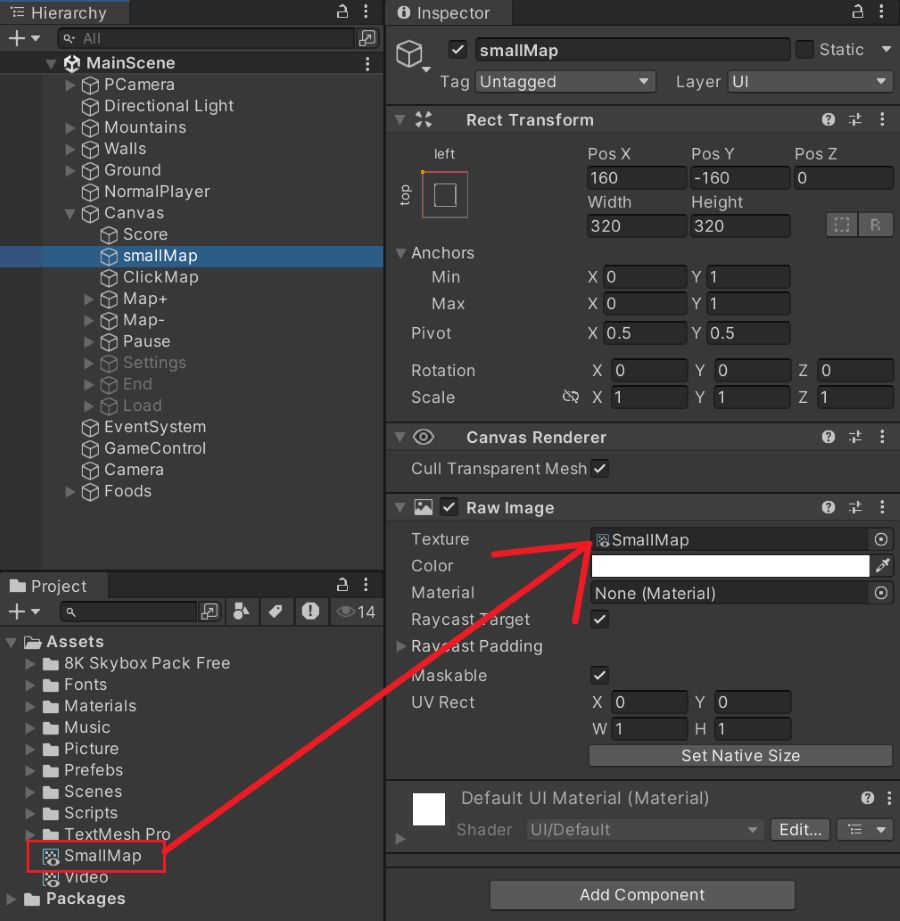 Hierarchy
All
MainScene
PCamera
Directional Light
Mountains
Walls
Ground
NormalPlayer
Canvas
Score
smallMap
ClickMap
Map+
Map-
Pause
Settings
End
Load
EventSystem
GameControl
Camera
Foods
Project
14
Assets
8K Skybox Pack Free
Fonts
Materials
Music
Picture
Prefebs
Scenes
Scripts
TextMesh Pro
SmallMap
Video
Packages
Inspector
smallMap Static
Tag Untagged Layer UI
Rect Transform
left Pos X Pos Y Pos Z
top 160 -160 0
Width Height
320 320 R
Anchors
Min X 0 Y 1
Max X 0 Y 1
Pivot X 0.5 Y 0.5
Rotation X 0 Y 0 Z 0
Scale X 1 Y 1 Z 1
Canvas Renderer
Cull Transparent Mesh
Raw Image
Texture SmallMap
Color
Material None (Material)
Raycast Target
Raycast Padding
Maskable
UV Rect X 0 Y 0
W 1 H 1
Set Native Size
Default UI Material (Material)
Shader UI/Default Edit...
Add Component